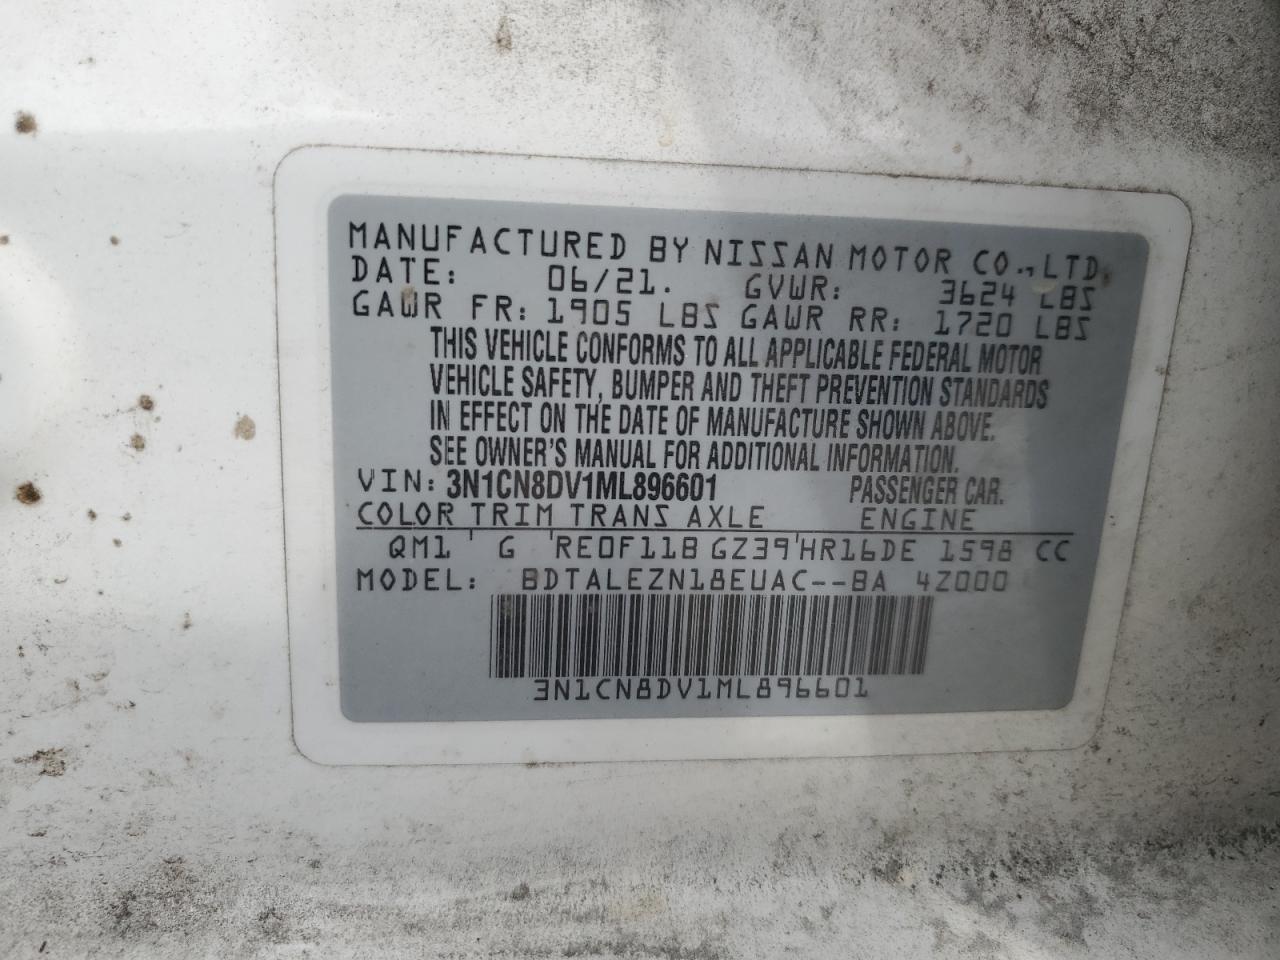 MANUFACTURED BY NISSAN MOTOR CO., LTD.
DATE: 06/21. GVWR: 3624 LBS
GAWR FR: 1905 LBS GAWR RR: 1720 LBS
THIS VEHICLE CONFORMS TO ALL APPLICABLE FEDERAL MOTOR
VEHICLE SAFETY, BUMPER AND THEFT PREVENTION STANDARDS
IN EFFECT ON THE DATE OF MANUFACTURE SHOWN ABOVE.
SEE OWNER'S MANUAL FOR ADDITIONAL INFORMATION.
VIN: 3N1CN8DV1ML896601 PASSENGER CAR.
COLOR TRIM TRANS AXLE ENGINE
QM1 ' G ' RE0F11B GZ39 ' HR16DE 1598 CC
MODEL: BDTALEZN18EUAC--BA 4Z000
3N1CN8DV1ML896601